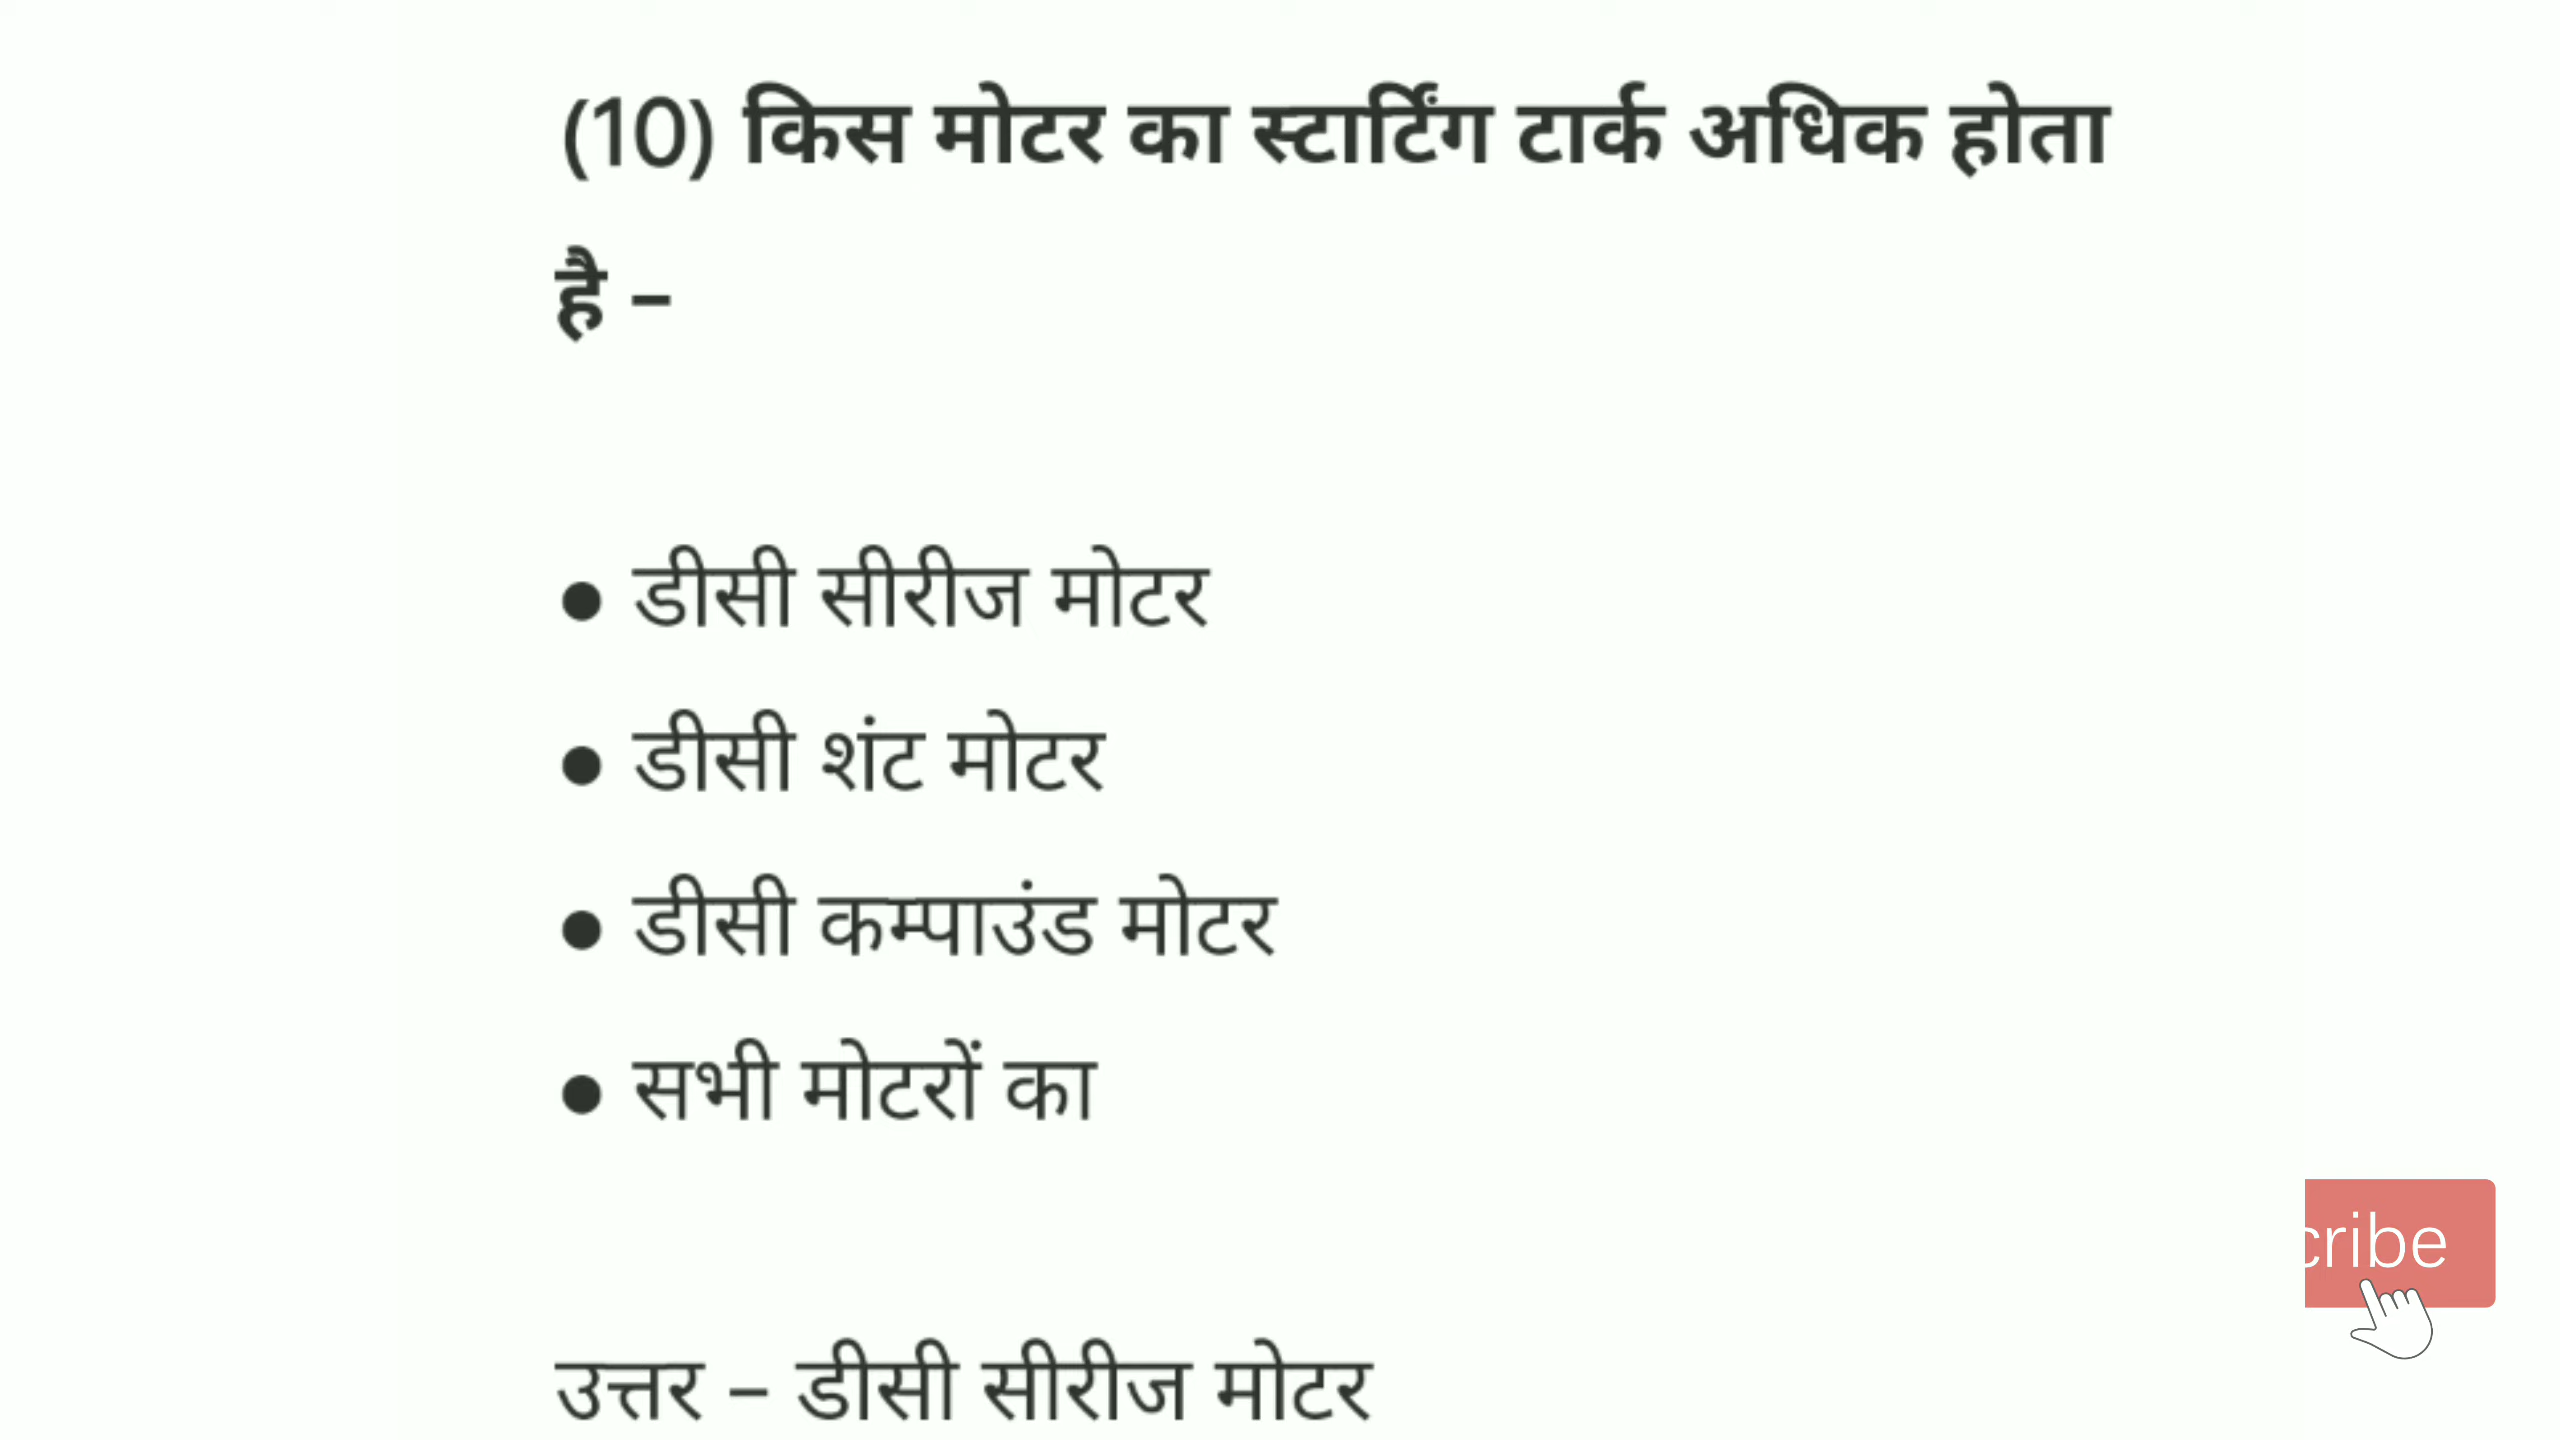 (10) किस मोटर का स्टार्टिंग टार्क अधिक होता
है –
● डीसी सीरीज मोटर
● डीसी शंट मोटर
● डीसी कम्पाउंड मोटर
● सभी मोटरों का
cribe
उत्तर – डीसी सीरीज मोटर